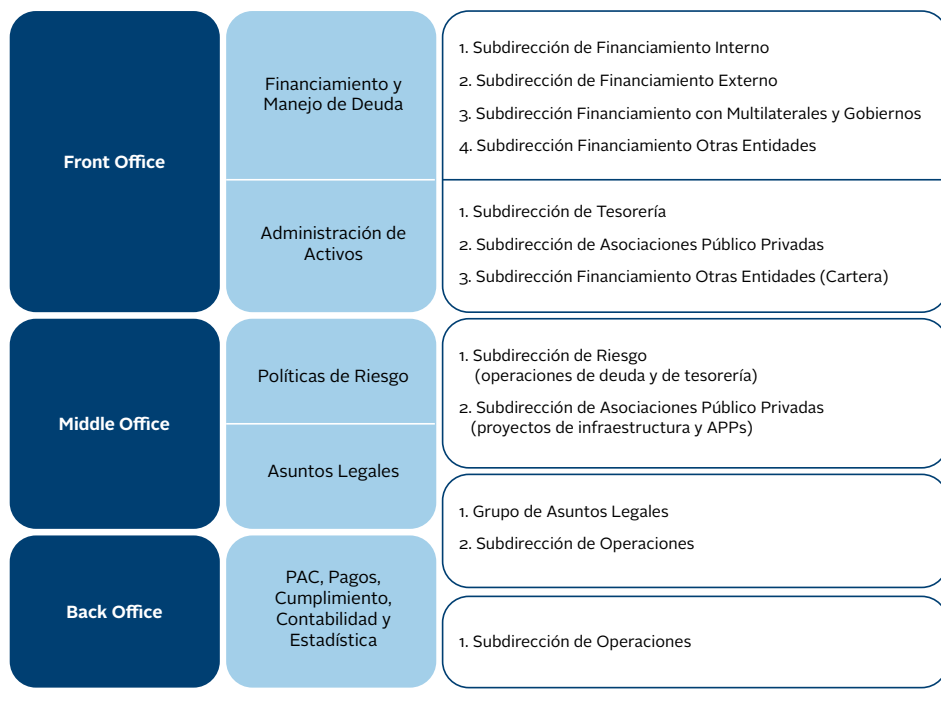 Front Office
Financiamiento y
Manejo de Deuda
1. Subdirección de Financiamiento Interno
2. Subdirección de Financiamiento Externo
3. Subdirección Financiamiento con Multilaterales y Gobiernos
4. Subdirección Financiamiento Otras Entidades
Administración de
Activos
1. Subdirección de Tesorería
2. Subdirección de Asociaciones Público Privadas
3. Subdirección Financiamiento Otras Entidades (Cartera)
Middle Office
Políticas de Riesgo
1. Subdirección de Riesgo
(operaciones de deuda y de tesorería)
2. Subdirección de Asociaciones Público Privadas
(proyectos de infraestructura y APPs)
Asuntos Legales
1. Grupo de Asuntos Legales
2. Subdirección de Operaciones
Back Office
PAC, Pagos,
Cumplimiento,
Contabilidad y
Estadística
1. Subdirección de Operaciones